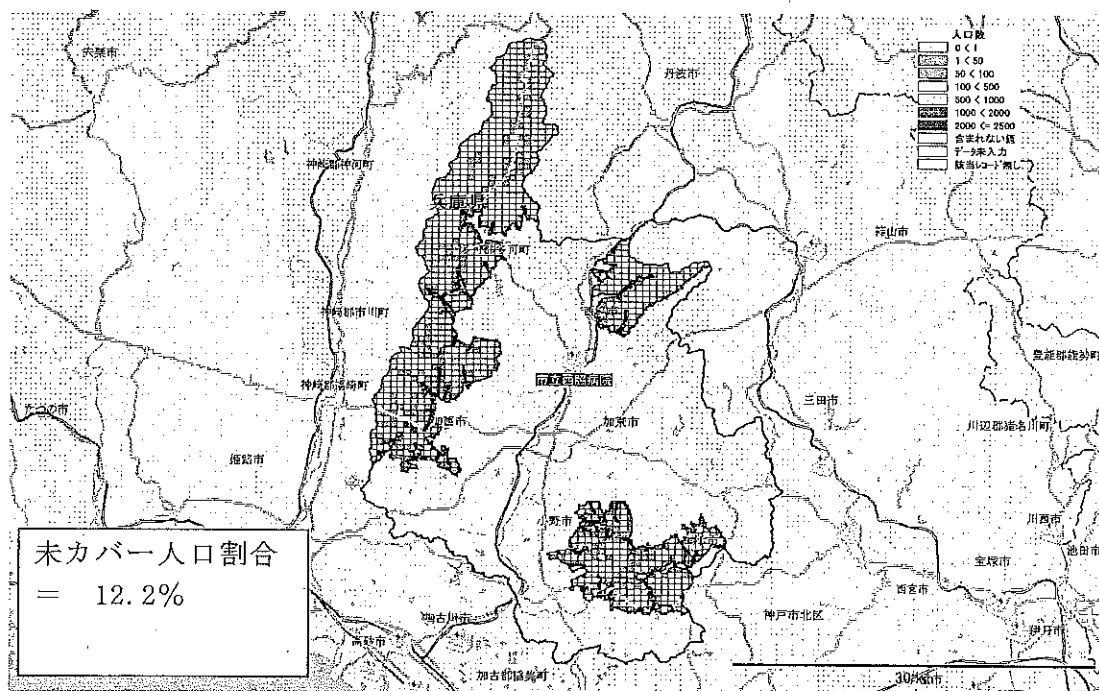 人口数
0 < 1
1 < 50
50 < 100
100 < 500
500 < 1000
1000 < 2000
2000 <= 2500
含まれない値
データ未入力
該当レコード無し
宍粟市
丹波市
神崎郡神河町
兵庫県
篠山市
神崎郡市川町
豊能郡能勢町
神崎郡福崎町
市立西脇病院
たつの市
三田市
加西市
加東市
川辺郡猪名川町
姫路市
小野市
川西市
池田市
宝塚市
西宮市
未カバー人口割合
= 12.2%
加古川市
神戸市北区
伊丹市
高砂市
加古郡稲美町